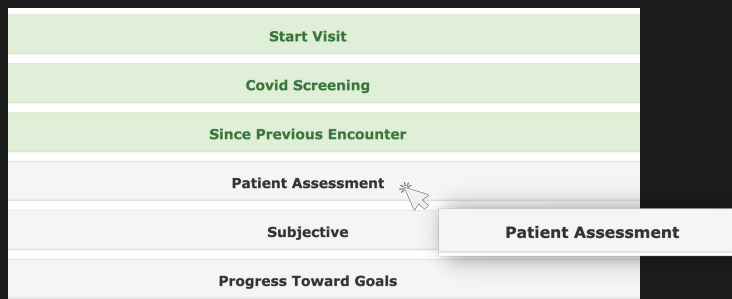 Start Visit
Covid Screening
Since Previous Encounter
Patient Assessment
Subjective
Patient Assessment
Progress Toward Goals